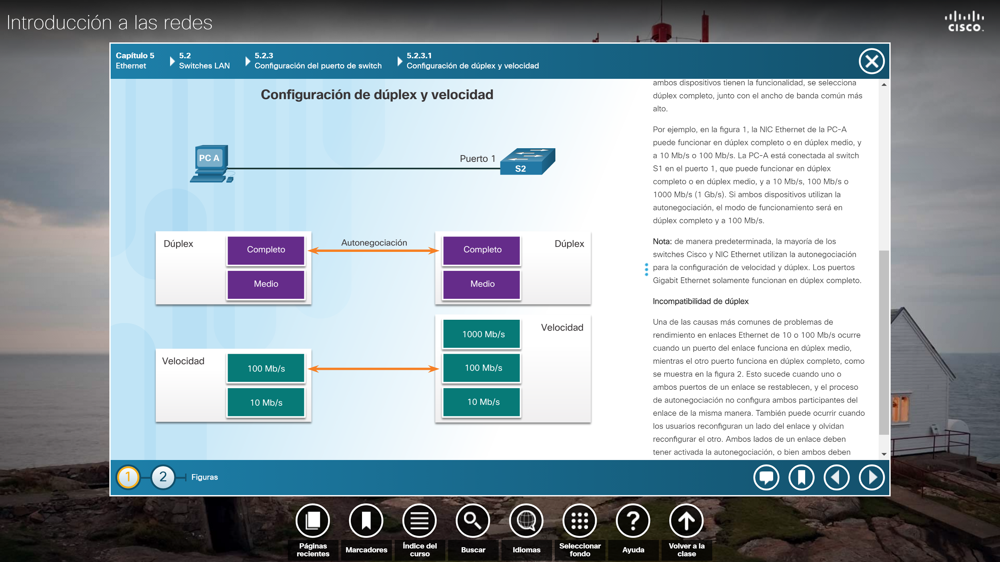 Introducción a las redes
CISCO
Capítulo 5
Ethernet
5.2
Switches LAN
5.2.3
Configuración del puerto de switch
5.2.3.1
Configuración de dúplex y velocidad
Configuración de dúplex y velocidad
PC A
Puerto 1
S2
Dúplex
Completo
Medio
Autonegociación
Completo
Medio
Dúplex
Velocidad
100 Mb/s
10 Mb/s
1000 Mb/s
100 Mb/s
10 Mb/s
Velocidad
ambos dispositivos tienen la funcionalidad, se selecciona
dúplex completo, junto con el ancho de banda común más
alto.
Por ejemplo, en la figura 1, la NIC Ethernet de la PC-A
puede funcionar en dúplex completo o en dúplex medio, y
a 10 Mb/s o 100 Mb/s. La PC-A está conectada al switch
S1 en el puerto 1, que puede funcionar en dúplex
completo o en dúplex medio, y a 10 Mb/s, 100 Mb/s o
1000 Mb/s (1 Gb/s). Si ambos dispositivos utilizan la
autonegociación, el modo de funcionamiento será en
dúplex completo y a 100 Mb/s.
Nota: de manera predeterminada, la mayoría de los
switches Cisco y NIC Ethernet utilizan la autonegociación
para la configuración de velocidad y dúplex. Los puertos
Gigabit Ethernet solamente funcionan en dúplex completo.
Incompatibilidad de dúplex
Una de las causas más comunes de problemas de
rendimiento en enlaces Ethernet de 10 o 100 Mb/s ocurre
cuando un puerto del enlace funciona en dúplex medio,
mientras el otro puerto funciona en dúplex completo, como
se muestra en la figura 2. Esto sucede cuando uno o
ambos puertos de un enlace se restablecen, y el proceso
de autonegociación no configura ambos participantes del
enlace de la misma manera. También puede ocurrir cuando
los usuarios reconfiguran un lado del enlace y olvidan
reconfigurar el otro. Ambos lados de un enlace deben
tener activada la autonegociación, o bien ambos deben
1
2
Figuras
Páginas
recientes
Marcadores
Índice del
curso
Buscar
Idiomas
Seleccionar
fondo
?
Ayuda
Volver a la
clase